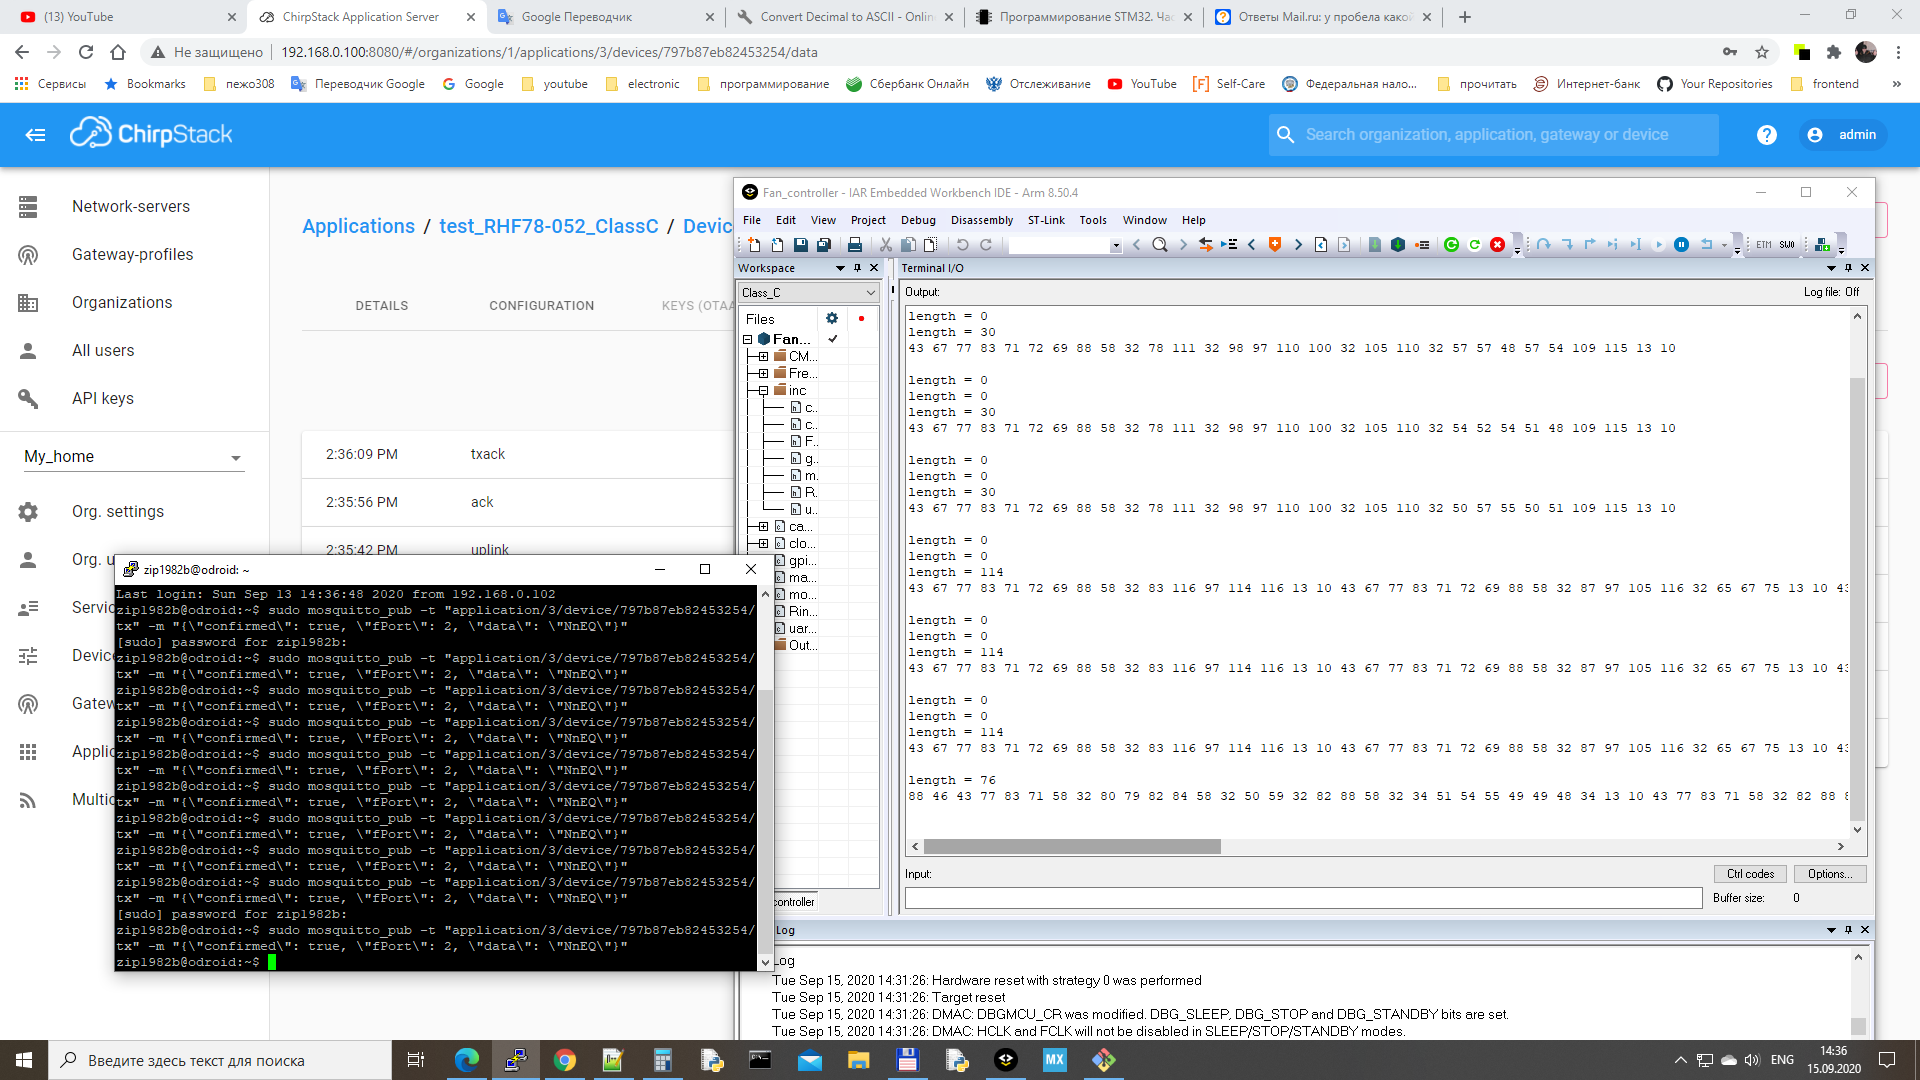 (13) YouTube
ChirpStack Application Server
Google Переводчик
Convert Decimal to ASCII - Onlin
Программирование STM32. Час
Ответы Mail.ru: у пробела какой
Не защищено
192.168.0.100:8080/#/organizations/1/applications/3/devices/797b87eb82453254/data
Сервисы
Bookmarks
пежо308
Переводчик Google
Google
youtube
electronic
программирование
Сбербанк Онлайн
Отслеживание
YouTube
Self-Care
Федеральная нало...
прочитать
Интернет-банк
Your Repositories
frontend
»
ChirpStack
Search organization, application, gateway or device
?
admin
Network-servers
Gateway-profiles
Organizations
All users
API keys
My_home
Org. settings
Org. u
Servic
Device
Gatew
Applic
Multic
Applications / test_RHF78-052_ClassC / Devic
DETAILS
CONFIGURATION
KEYS (OTAA
2:36:09 PM txack
2:35:56 PM ack
2:35:42 PM uplink
Fan_controller - IAR Embedded Workbench IDE - Arm 8.50.4
File Edit View Project Debug Disassembly ST-Link Tools Window Help
ETM SWO
Workspace
Class_C
Files
Fan...
CM...
Fre...
inc
c..
c..
F..
g..
m..
R..
u..
ca...
clo...
gpi...
ma...
mo...
Rin...
uar...
Out...
controller
Terminal I/O
Output:
Log file: Off
length = 0
length = 30
43 67 77 83 71 72 69 88 58 32 78 111 32 98 97 110 100 32 105 110 32 57 57 48 57 54 109 115 13 10
length = 0
length = 0
length = 30
43 67 77 83 71 72 69 88 58 32 78 111 32 98 97 110 100 32 105 110 32 54 52 54 51 48 109 115 13 10
length = 0
length = 0
length = 30
43 67 77 83 71 72 69 88 58 32 78 111 32 98 97 110 100 32 105 110 32 50 57 55 50 51 109 115 13 10
length = 0
length = 0
length = 114
43 67 77 83 71 72 69 88 58 32 83 116 97 114 116 13 10 43 67 77 83 71 72 69 88 58 32 87 97 105 116 32 65 67 75 13 10 43
length = 0
length = 0
length = 114
43 67 77 83 71 72 69 88 58 32 83 116 97 114 116 13 10 43 67 77 83 71 72 69 88 58 32 87 97 105 116 32 65 67 75 13 10 43
length = 0
length = 0
length = 114
43 67 77 83 71 72 69 88 58 32 83 116 97 114 116 13 10 43 67 77 83 71 72 69 88 58 32 87 97 105 116 32 65 67 75 13 10 43
length = 76
88 46 43 77 83 71 58 32 80 79 82 84 58 32 50 59 32 82 88 58 32 34 51 54 55 49 49 48 34 13 10 43 77 83 71 58 32 82 88 8
Input:
Ctrl codes
Options...
Buffer size: 0
Log
Log
Tue Sep 15, 2020 14:31:26: Hardware reset with strategy 0 was performed
Tue Sep 15, 2020 14:31:26: Target reset
Tue Sep 15, 2020 14:31:26: DMAC: DBGMCU_CR was modified. DBG_SLEEP, DBG_STOP and DBG_STANDBY bits are set.
Tue Sep 15, 2020 14:31:26: DMAC: HCLK and FCLK will not be disabled in SLEEP/STOP/STANDBY modes.
zip1982b@odroid: ~
Last login: Sun Sep 13 14:36:48 2020 from 192.168.0.102
zip1982b@odroid:~$ sudo mosquitto_pub -t "application/3/device/797b87eb82453254/
tx" -m "{\"confirmed\": true, \"fPort\": 2, \"data\": \"NnEQ\"}"
[sudo] password for zip1982b:
zip1982b@odroid:~$ sudo mosquitto_pub -t "application/3/device/797b87eb82453254/
tx" -m "{\"confirmed\": true, \"fPort\": 2, \"data\": \"NnEQ\"}"
zip1982b@odroid:~$ sudo mosquitto_pub -t "application/3/device/797b87eb82453254/
tx" -m "{\"confirmed\": true, \"fPort\": 2, \"data\": \"NnEQ\"}"
zip1982b@odroid:~$ sudo mosquitto_pub -t "application/3/device/797b87eb82453254/
tx" -m "{\"confirmed\": true, \"fPort\": 2, \"data\": \"NnEQ\"}"
zip1982b@odroid:~$ sudo mosquitto_pub -t "application/3/device/797b87eb82453254/
tx" -m "{\"confirmed\": true, \"fPort\": 2, \"data\": \"NnEQ\"}"
zip1982b@odroid:~$ sudo mosquitto_pub -t "application/3/device/797b87eb82453254/
tx" -m "{\"confirmed\": true, \"fPort\": 2, \"data\": \"NnEQ\"}"
zip1982b@odroid:~$ sudo mosquitto_pub -t "application/3/device/797b87eb82453254/
tx" -m "{\"confirmed\": true, \"fPort\": 2, \"data\": \"NnEQ\"}"
zip1982b@odroid:~$ sudo mosquitto_pub -t "application/3/device/797b87eb82453254/
tx" -m "{\"confirmed\": true, \"fPort\": 2, \"data\": \"NnEQ\"}"
zip1982b@odroid:~$ sudo mosquitto_pub -t "application/3/device/797b87eb82453254/
tx" -m "{\"confirmed\": true, \"fPort\": 2, \"data\": \"NnEQ\"}"
[sudo] password for zip1982b:
zip1982b@odroid:~$ sudo mosquitto_pub -t "application/3/device/797b87eb82453254/
tx" -m "{\"confirmed\": true, \"fPort\": 2, \"data\": \"NnEQ\"}"
zip1982b@odroid:~$
Введите здесь текст для поиска
MX
ENG
14:36
15.09.2020